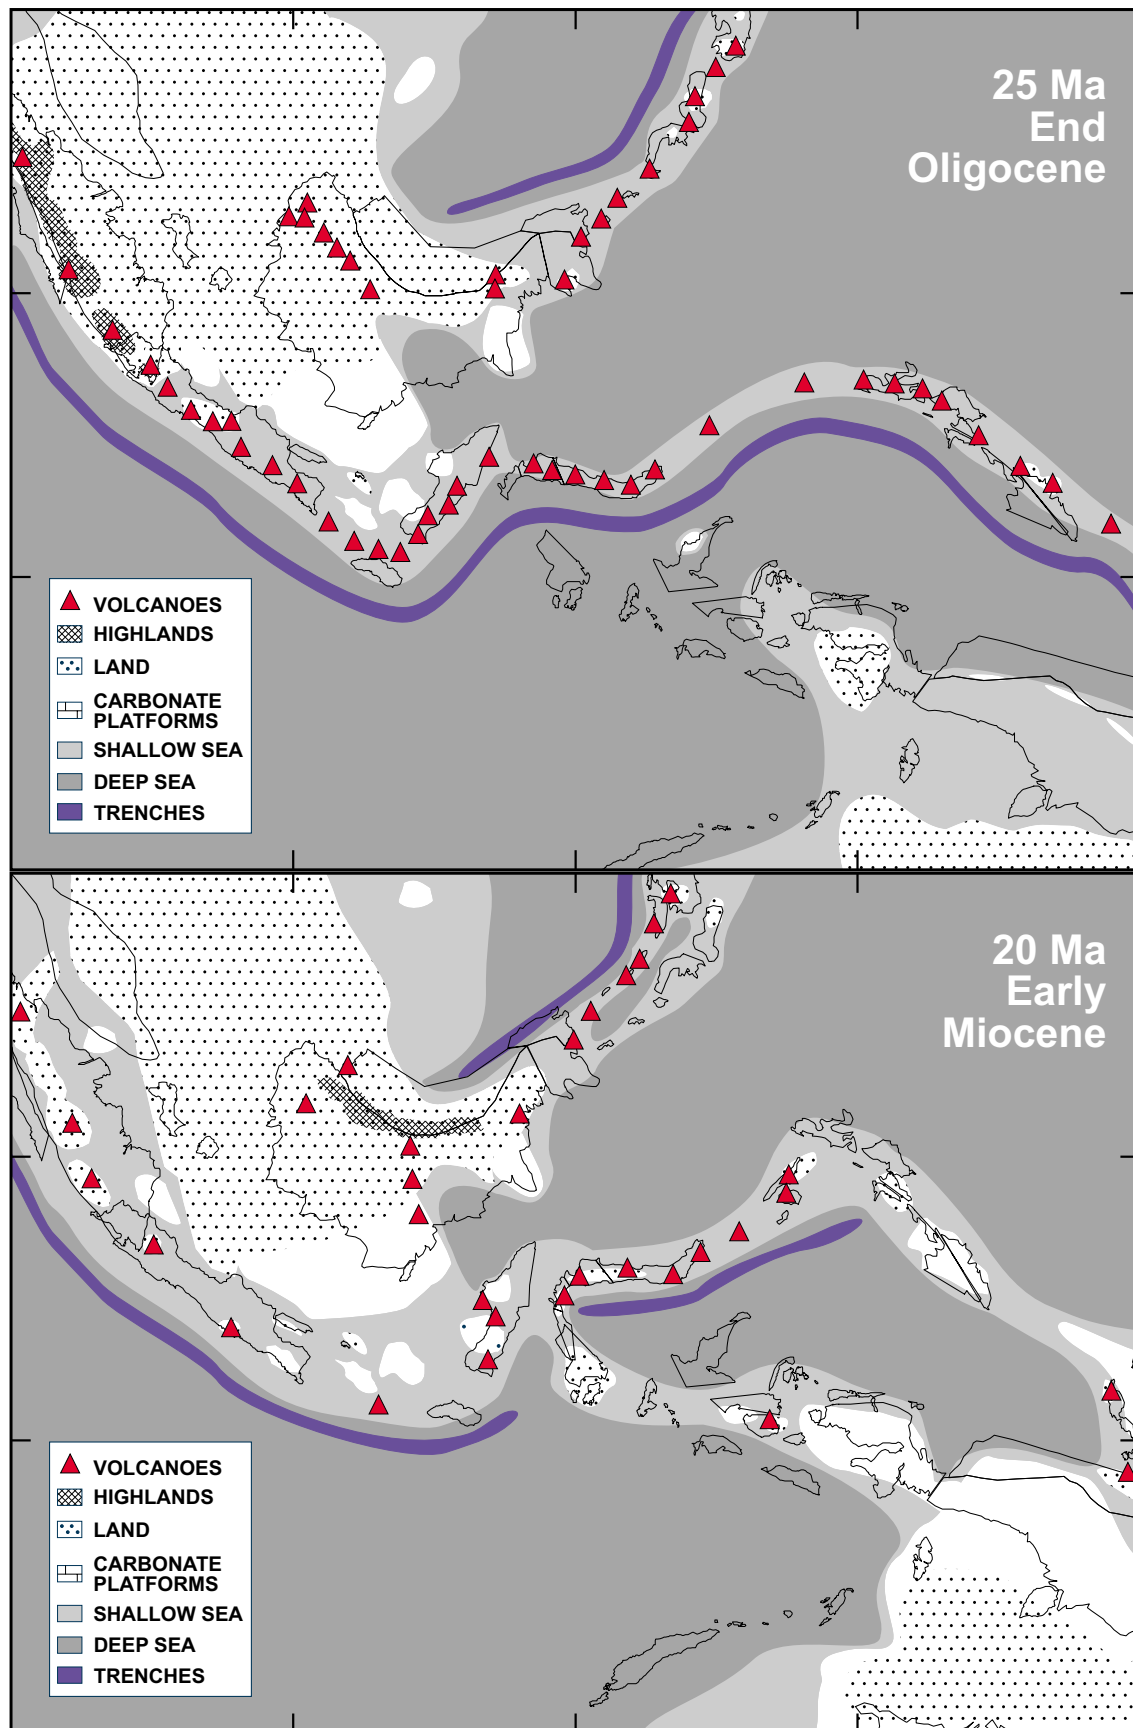 25 Ma
End
Oligocene
VOLCANOES
HIGHLANDS
LAND
CARBONATE
PLATFORMS
SHALLOW SEA
DEEP SEA
TRENCHES
20 Ma
Early
Miocene
VOLCANOES
HIGHLANDS
LAND
CARBONATE
PLATFORMS
SHALLOW SEA
DEEP SEA
TRENCHES